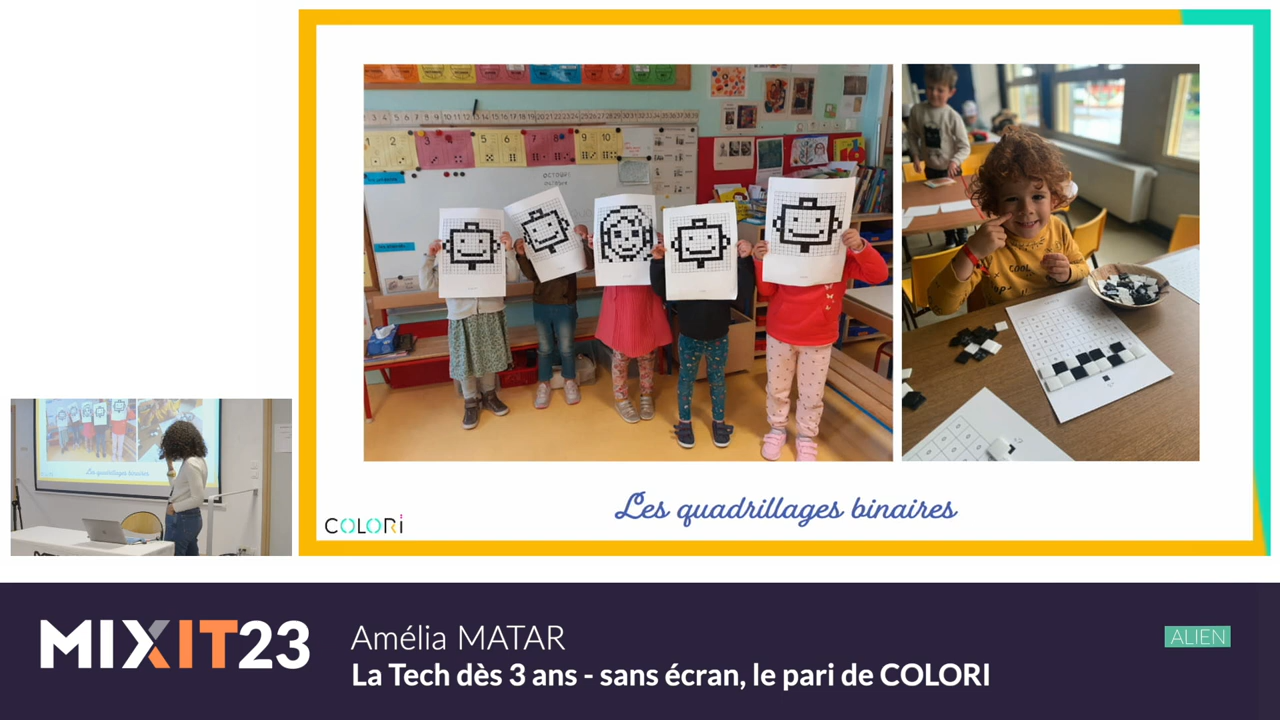 Les quadrillages binaires
COLORi
MIXIT23
Amélia MATAR
La Tech dès 3 ans - sans écran, le pari de COLORI
ALIEN